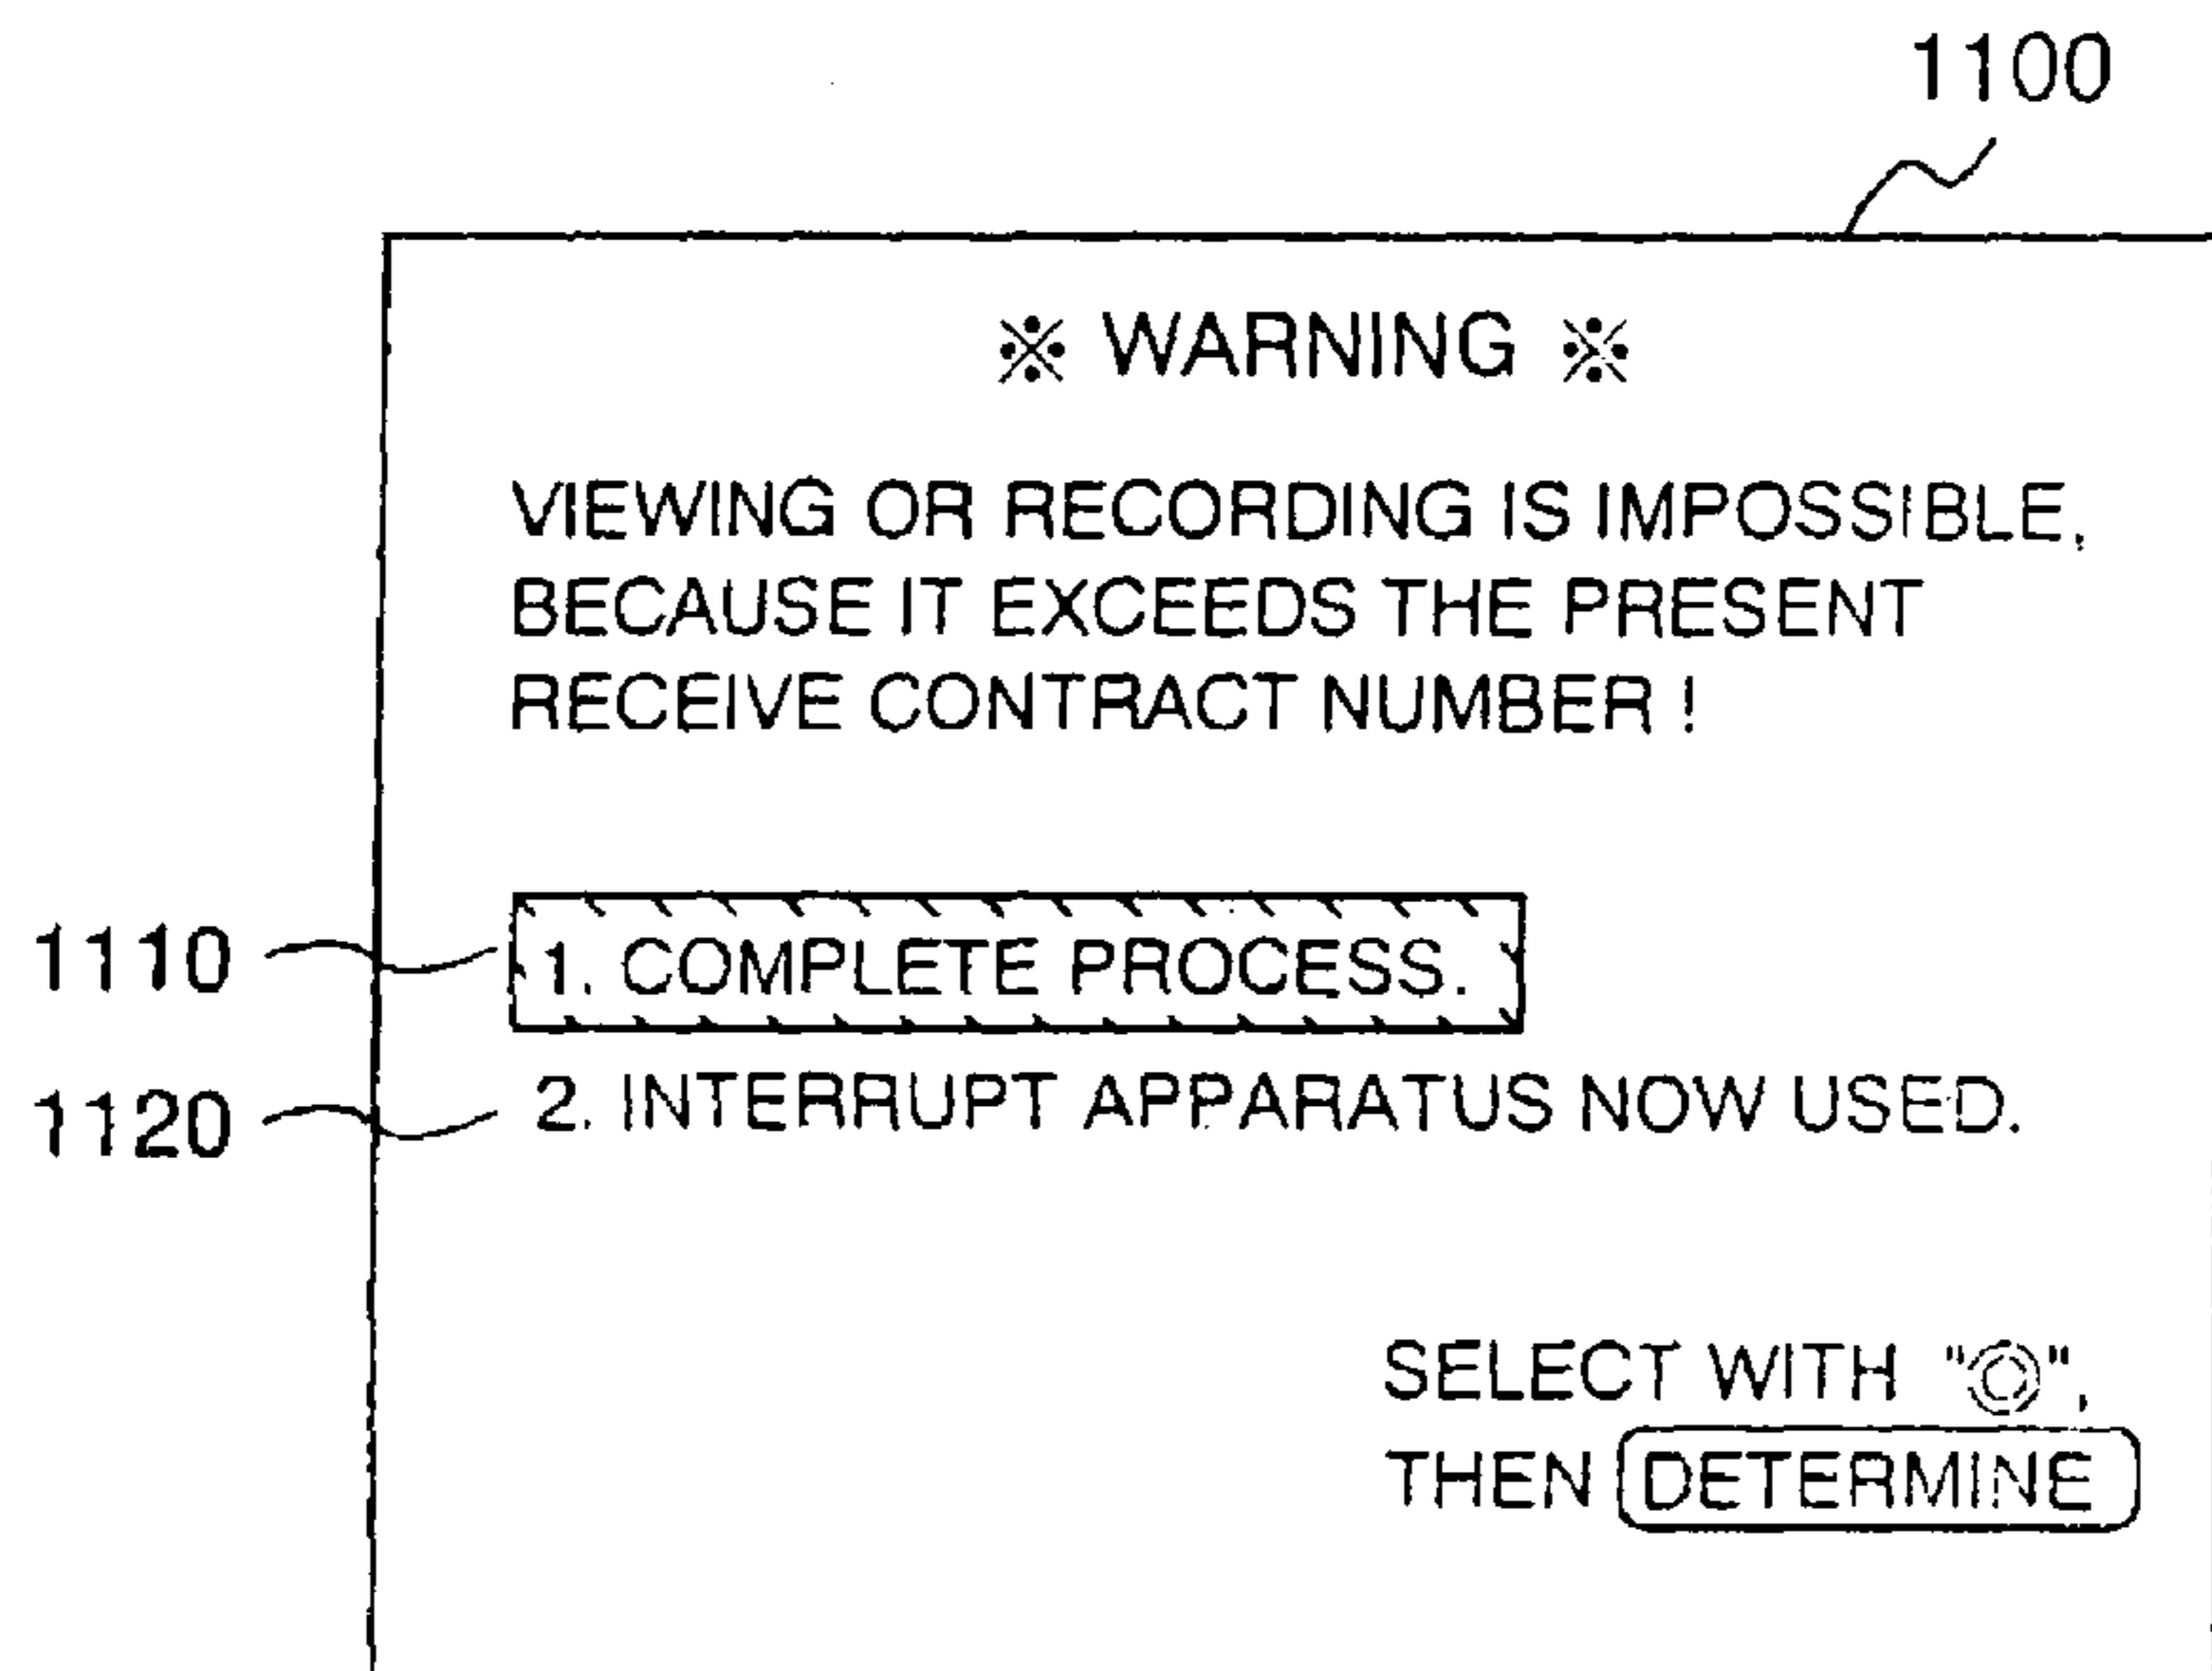 1100
※ WARNING ※
VIEWING OR RECORDING IS IMPOSSIBLE,
BECAUSE IT EXCEEDS THE PRESENT
RECEIVE CONTRACT NUMBER !
1110 1. COMPLETE PROCESS.
1120 2. INTERRUPT APPARATUS NOW USED.
SELECT WITH "◎",
THEN DETERMINE